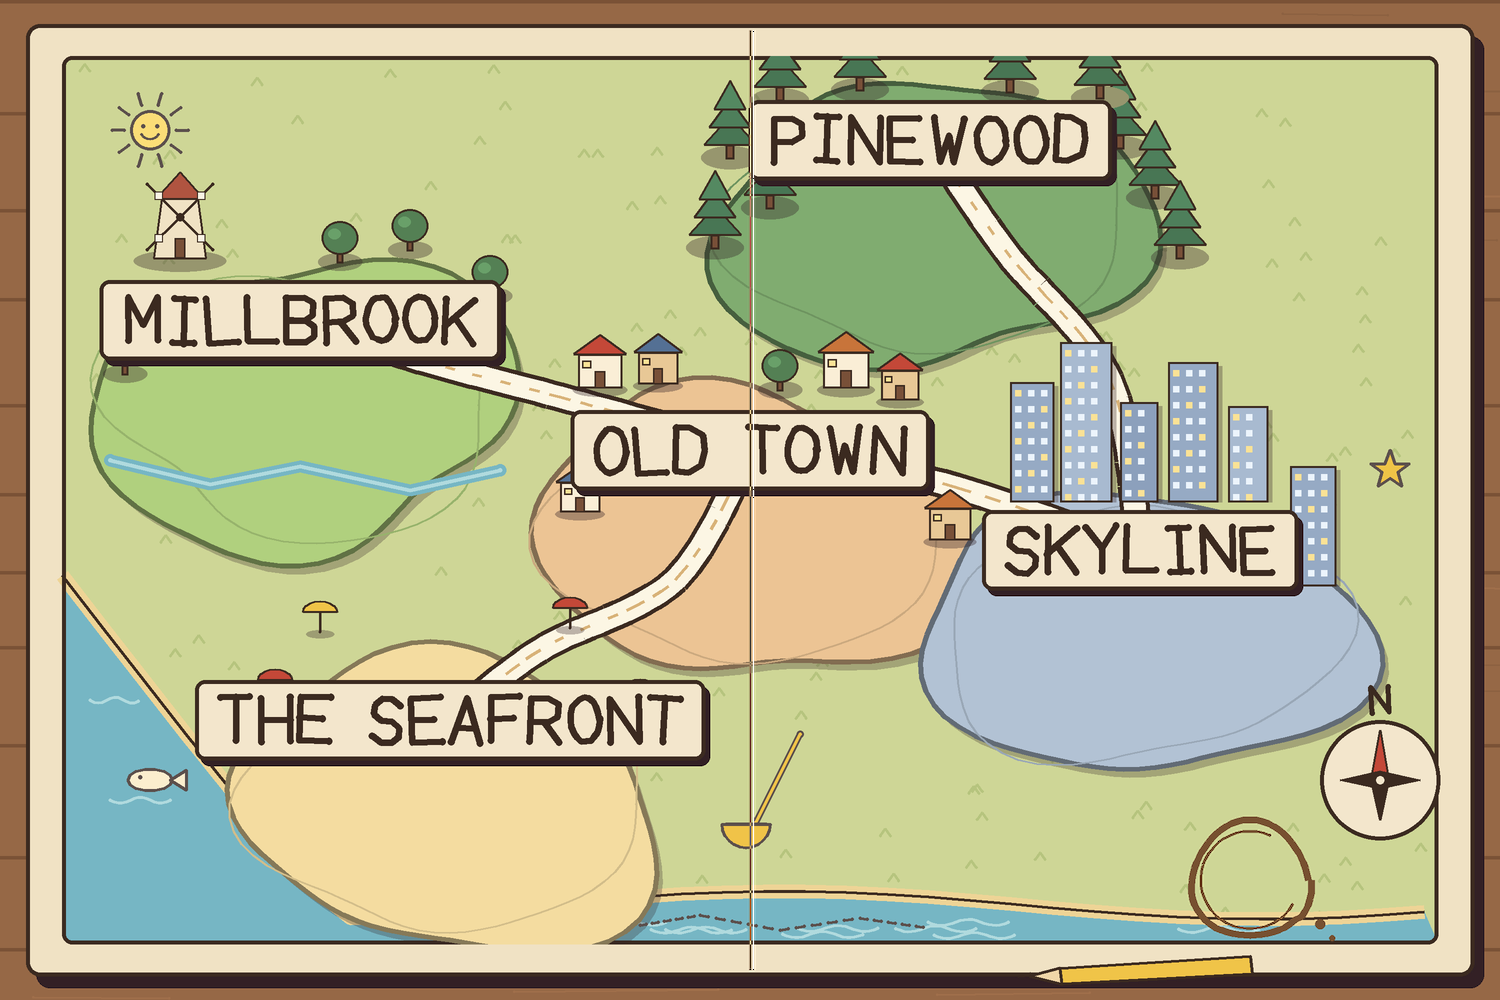 PINEWOOD
MILLBROOK
OLD TOWN
SKYLINE
THE SEAFRONT
N